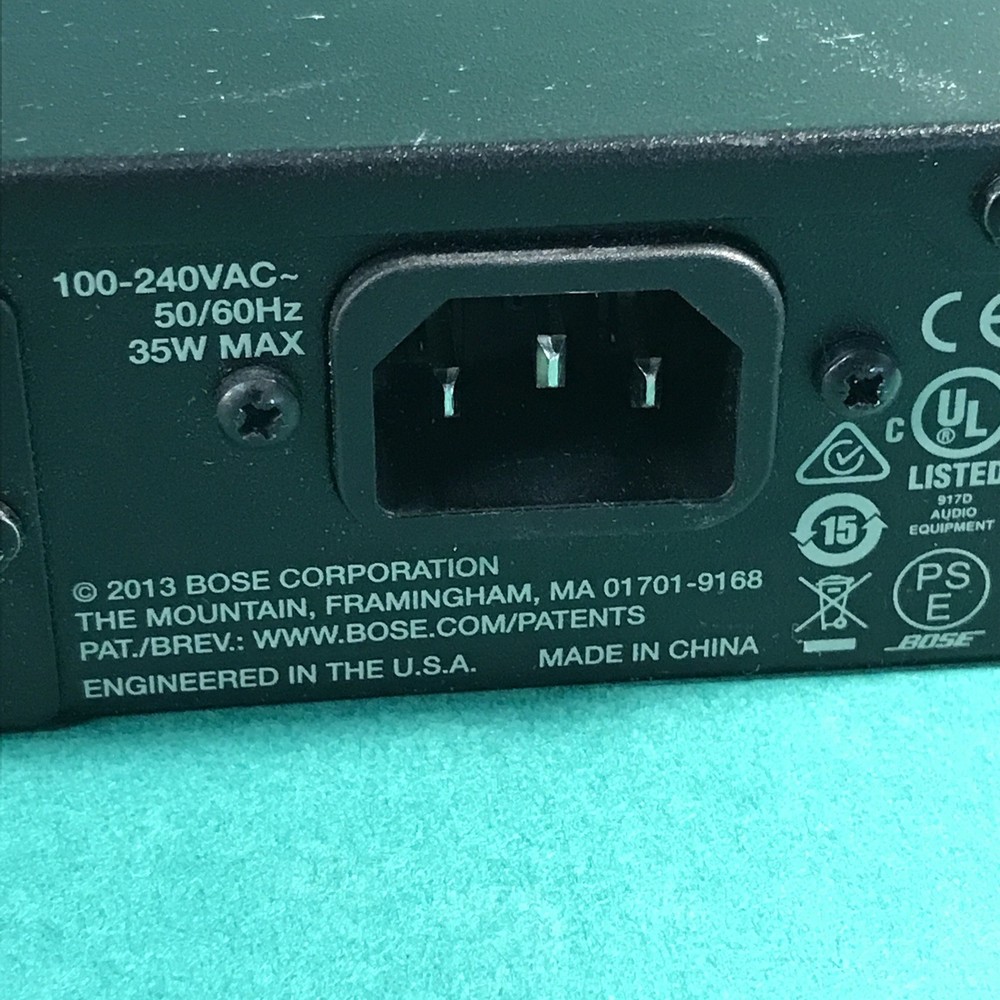 100-240VAC~
50/60Hz
35W MAX
CE
C UL ®
LISTED
917D
AUDIO
EQUIPMENT
15
PS
E
BOSE
© 2013 BOSE CORPORATION
THE MOUNTAIN, FRAMINGHAM, MA 01701-9168
PAT./BREV.: WWW.BOSE.COM/PATENTS
ENGINEERED IN THE U.S.A. MADE IN CHINA